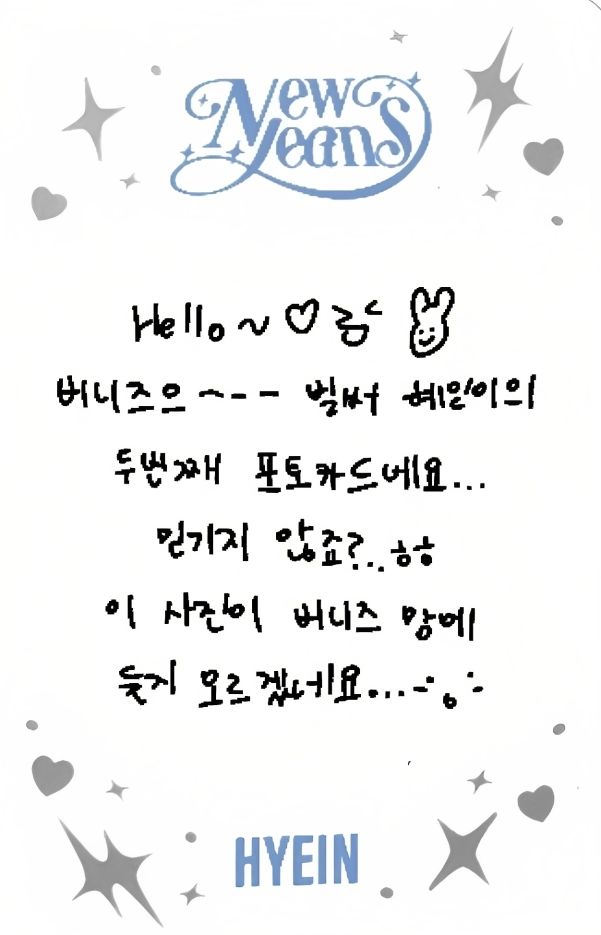 New Jeans
Hello~♡ 룸ᄃ
버니즈으~-- 벌써 혜인이의
두번째 포토카드네요...
믿기지 않죠?..ㅎㅎ
이 사진이 버니즈 맘에
들지 모르겠네요...
HYEIN